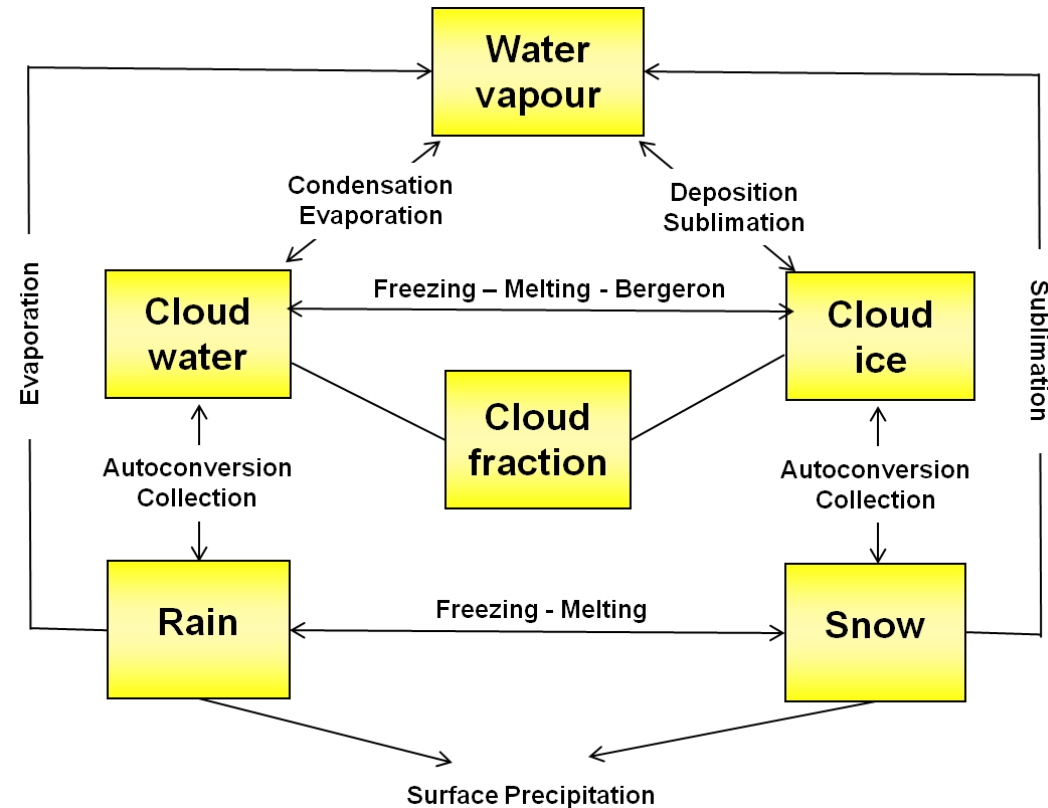 Water
vapour
Condensation
Evaporation
Deposition
Sublimation
Evaporation
Cloud
water
Freezing – Melting - Bergeron
Cloud
ice
Sublimation
Cloud
fraction
Autoconversion
Collection
Autoconversion
Collection
Rain
Freezing - Melting
Snow
Surface Precipitation